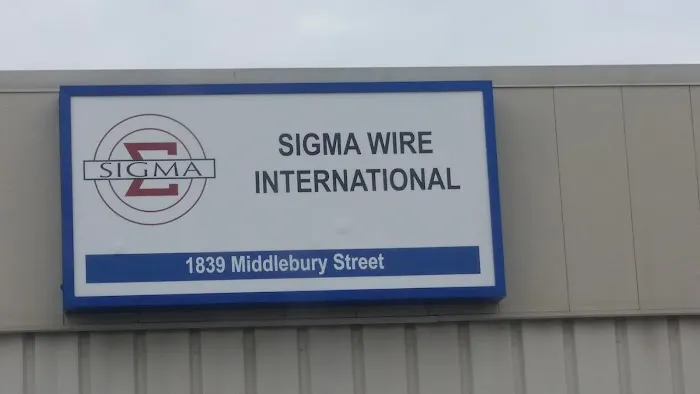 Σ
SIGMA
SIGMA WIRE
INTERNATIONAL
1839 Middlebury Street